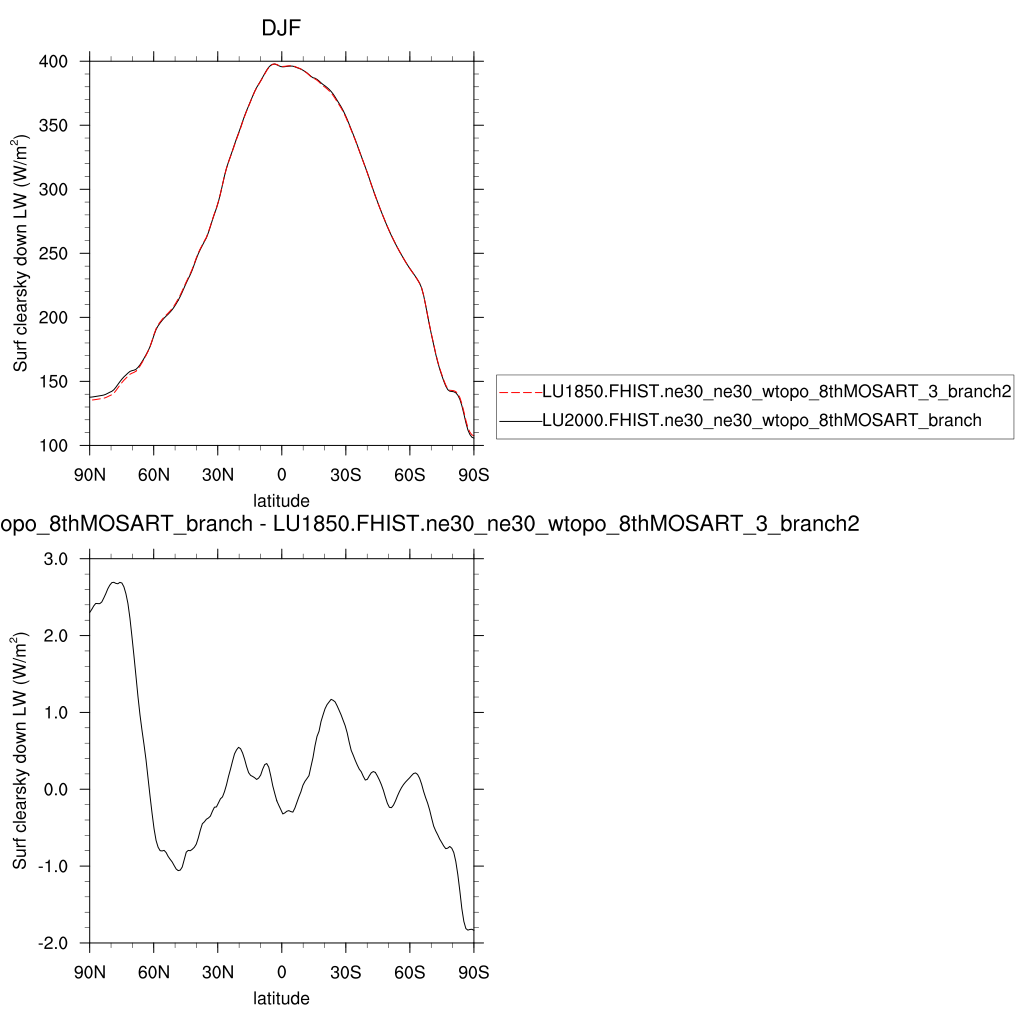 DJF
Surf clearsky down LW (W/m²)
400
350
300
250
200
150
100
90N 60N 30N 0 30S 60S 90S
latitude
LU1850.FHIST.ne30_ne30_wtopo_8thMOSART_3_branch2
LU2000.FHIST.ne30_ne30_wtopo_8thMOSART_branch
opo_8thMOSART_branch - LU1850.FHIST.ne30_ne30_wtopo_8thMOSART_3_branch2
Surf clearsky down LW (W/m²)
3.0
2.0
1.0
0.0
-1.0
-2.0
90N 60N 30N 0 30S 60S 90S
latitude